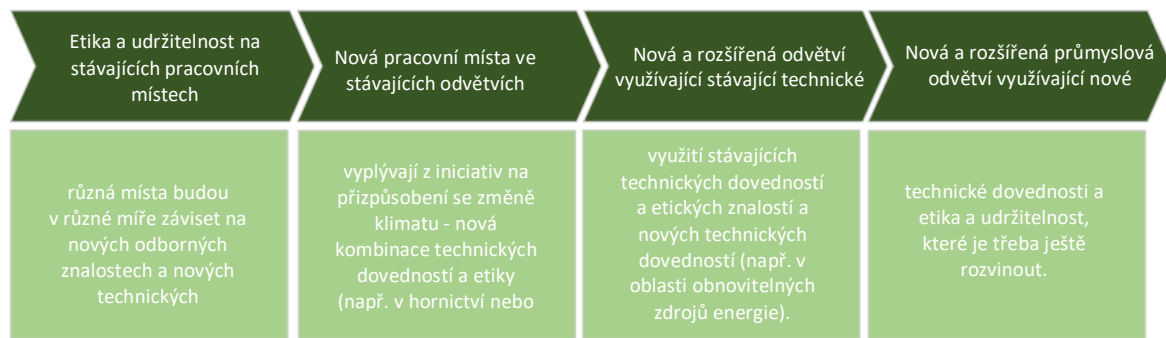 Etika a udržitelnost na
stávajících pracovních
místech
Nová pracovní místa ve
stávajících odvětvích
Nová a rozšířená odvětví
využívající stávající technické
Nová a rozšířená průmyslová
odvětví využívající nové
různá místa budou
v různé míře záviset na
nových odborných
znalostech a nových
technických
vyplývají z iniciativ na
přizpůsobení se změně
klimatu - nová
kombinace technických
dovedností a etiky
(např. v hornictví nebo
využití stávajících
technických dovedností
a etických znalostí a
nových technických
dovedností (např. v
oblasti obnovitelných
zdrojů energie).
technické dovednosti a
etika a udržitelnost,
které je třeba ještě
rozvinout.